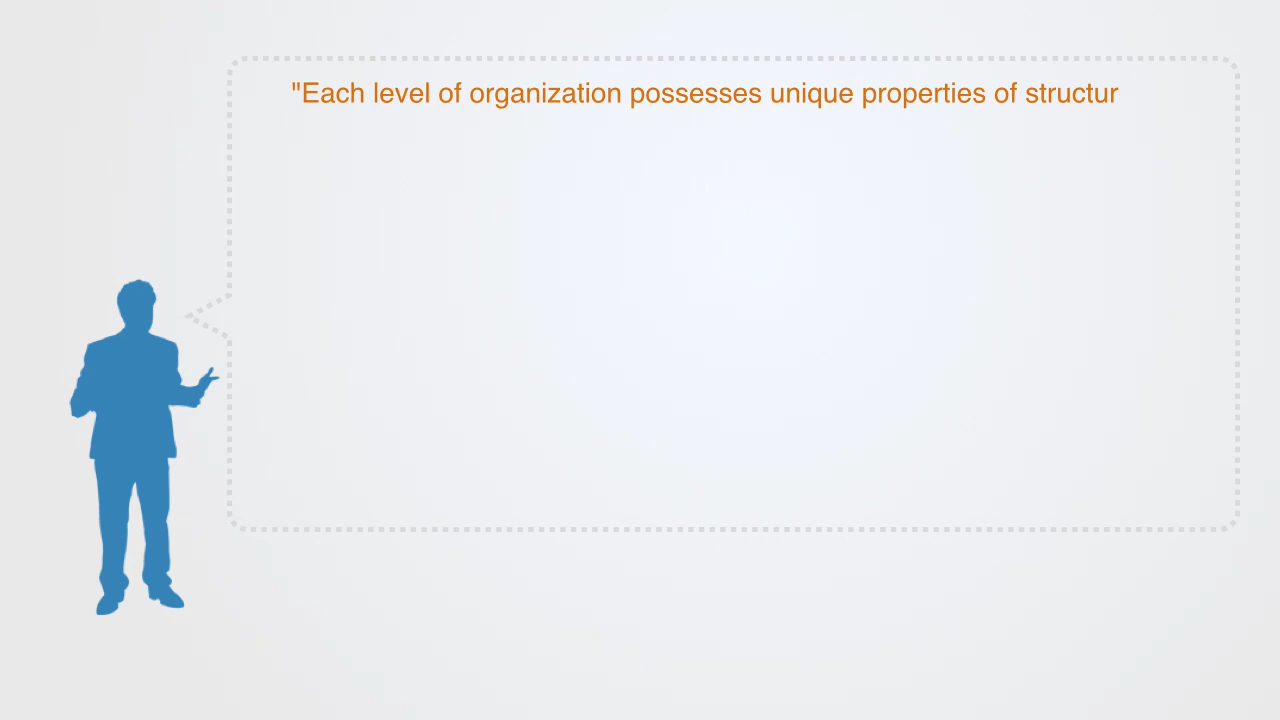 "Each level of organization possesses unique properties of structur